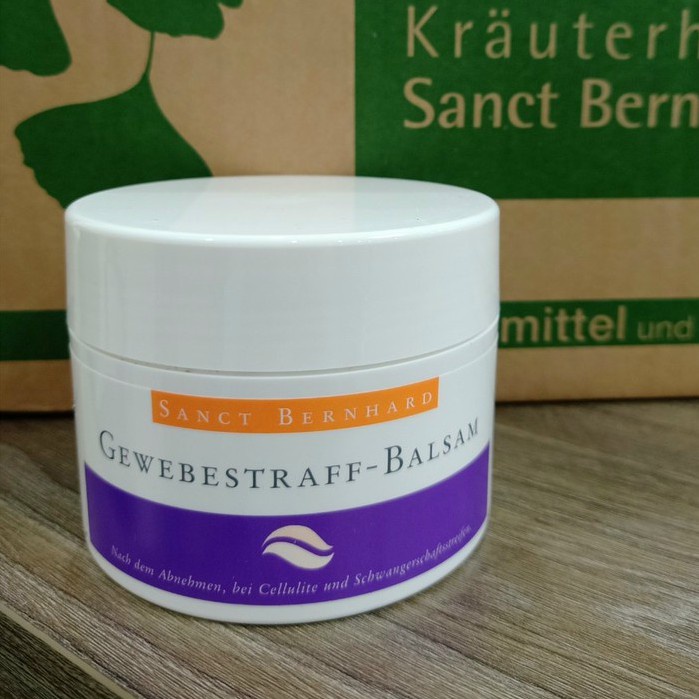 Kräuterh
Sanct Bern
mittel und
SANCT BERNHARD
GEWEBESTRAFF-BALSAM
Nach dem Abnehmen, bei Cellulite und Schwangerschaftsstreifen